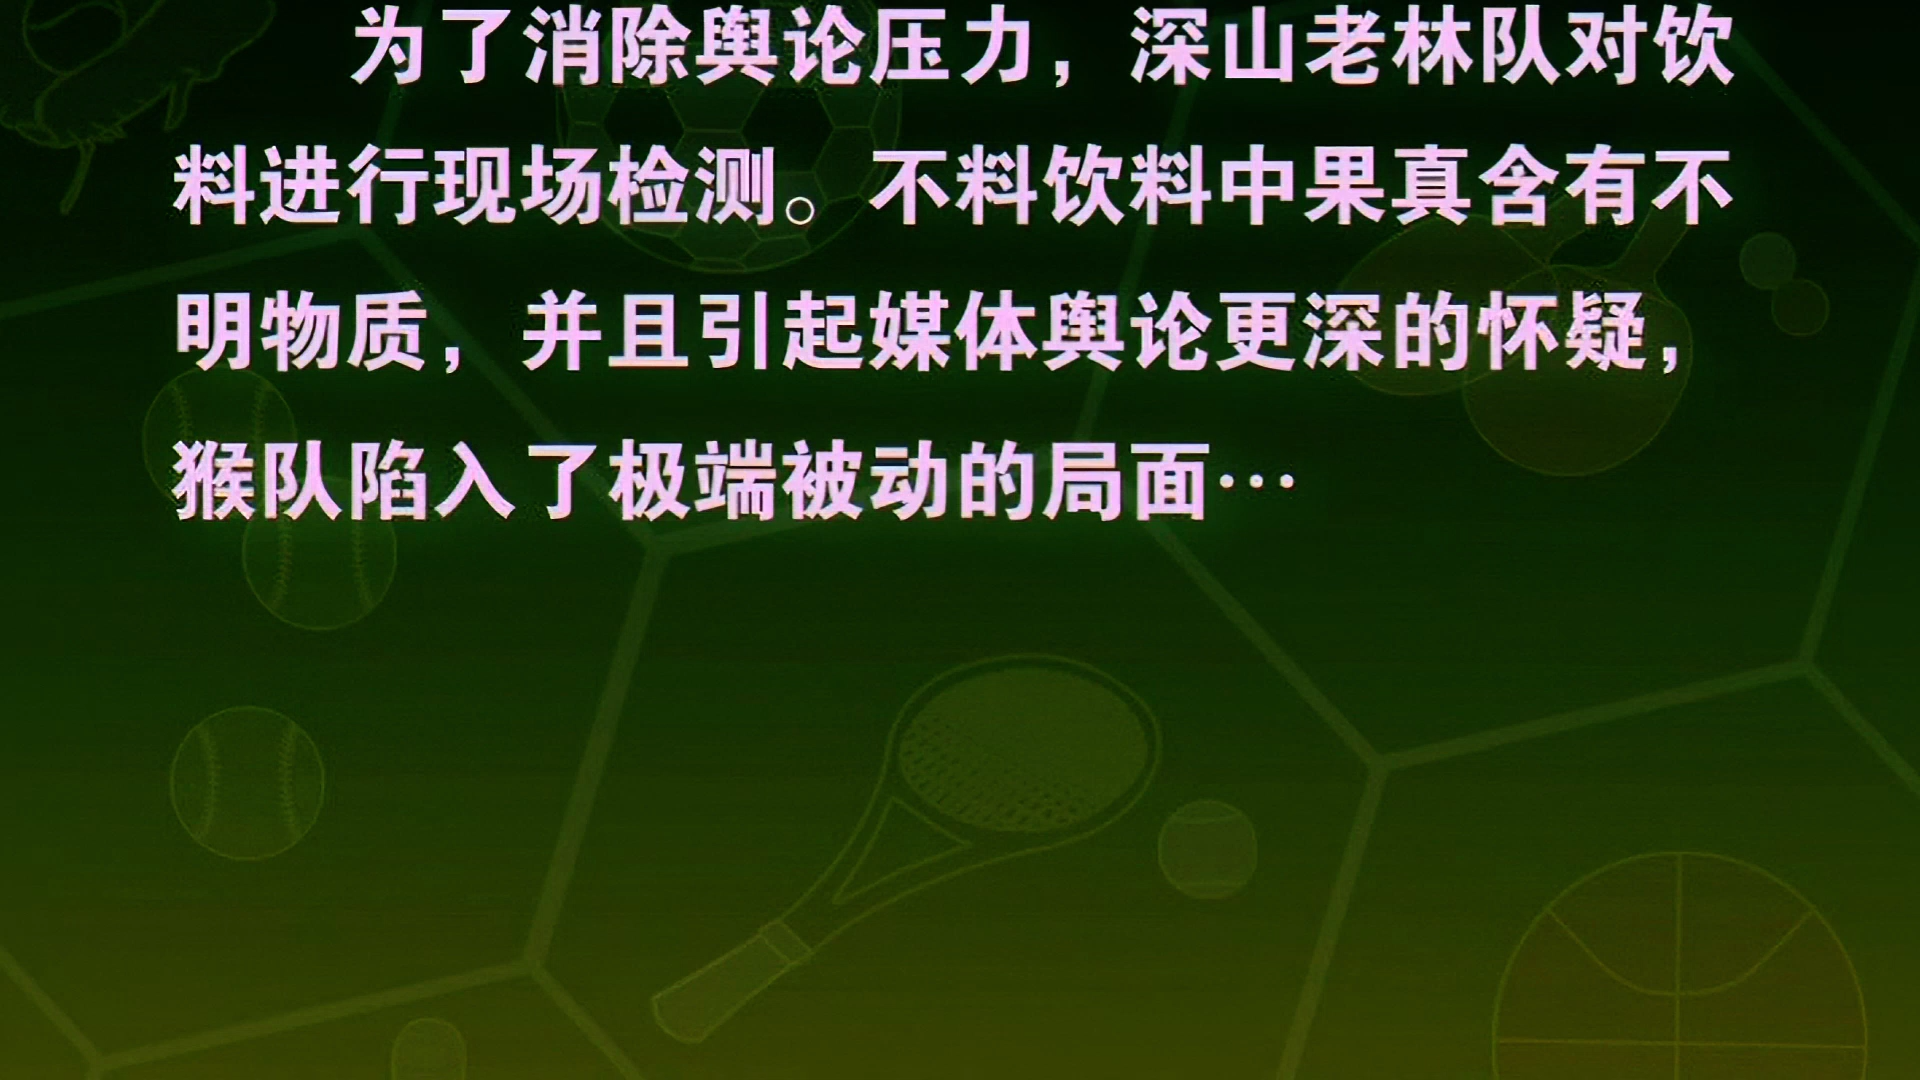 为了消除舆论压力，深山老林队对饮
料进行现场检测。不料饮料中果真含有不
明物质，并且引起媒体舆论更深的怀疑，
猴队陷入了极端被动的局面…